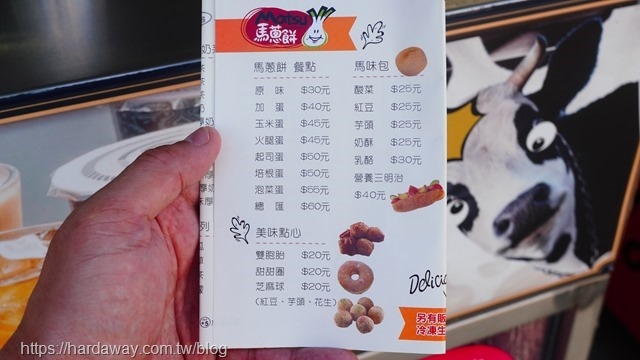 Matsu
馬蔥餅
馬蔥餅 餐點
原味 $30元
加蛋 $40元
玉米蛋 $45元
火腿蛋 $45元
起司蛋 $50元
培根蛋 $50元
泡菜蛋 $55元
總匯 $60元
美味點心
雙胞胎 $20元
甜甜圈 $20元
芝麻球 $20元
(紅豆、芋頭、花生)
馬味包
酸菜 $25元
紅豆 $25元
芋頭 $25元
奶酥 $25元
乳酪 $30元
營養三明治
$40元
另有販
冷凍生
https://hardaway.com.tw/blog